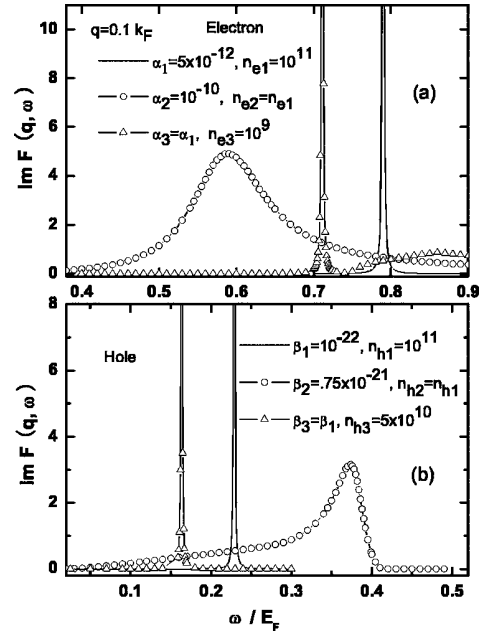 q=0.1 k_F Electron
α₁=5x10⁻¹², n_e1=10¹¹
α₂=10⁻¹⁰, n_e2=n_e1
α₃=α₁, n_e3=10⁹
(a)
Im F (q,ω)
10
8
6
4
2
0
0.4 0.5 0.6 0.7 0.8 0.9
Hole
β₁=10⁻²², n_h1=10¹¹
β₂=.75x10⁻²¹, n_h2=n_h1
β₃=β₁, n_h3=5x10¹⁰
(b)
Im F (q,ω)
8
6
4
2
0
0.1 0.2 0.3 0.4 0.5
ω / E_F